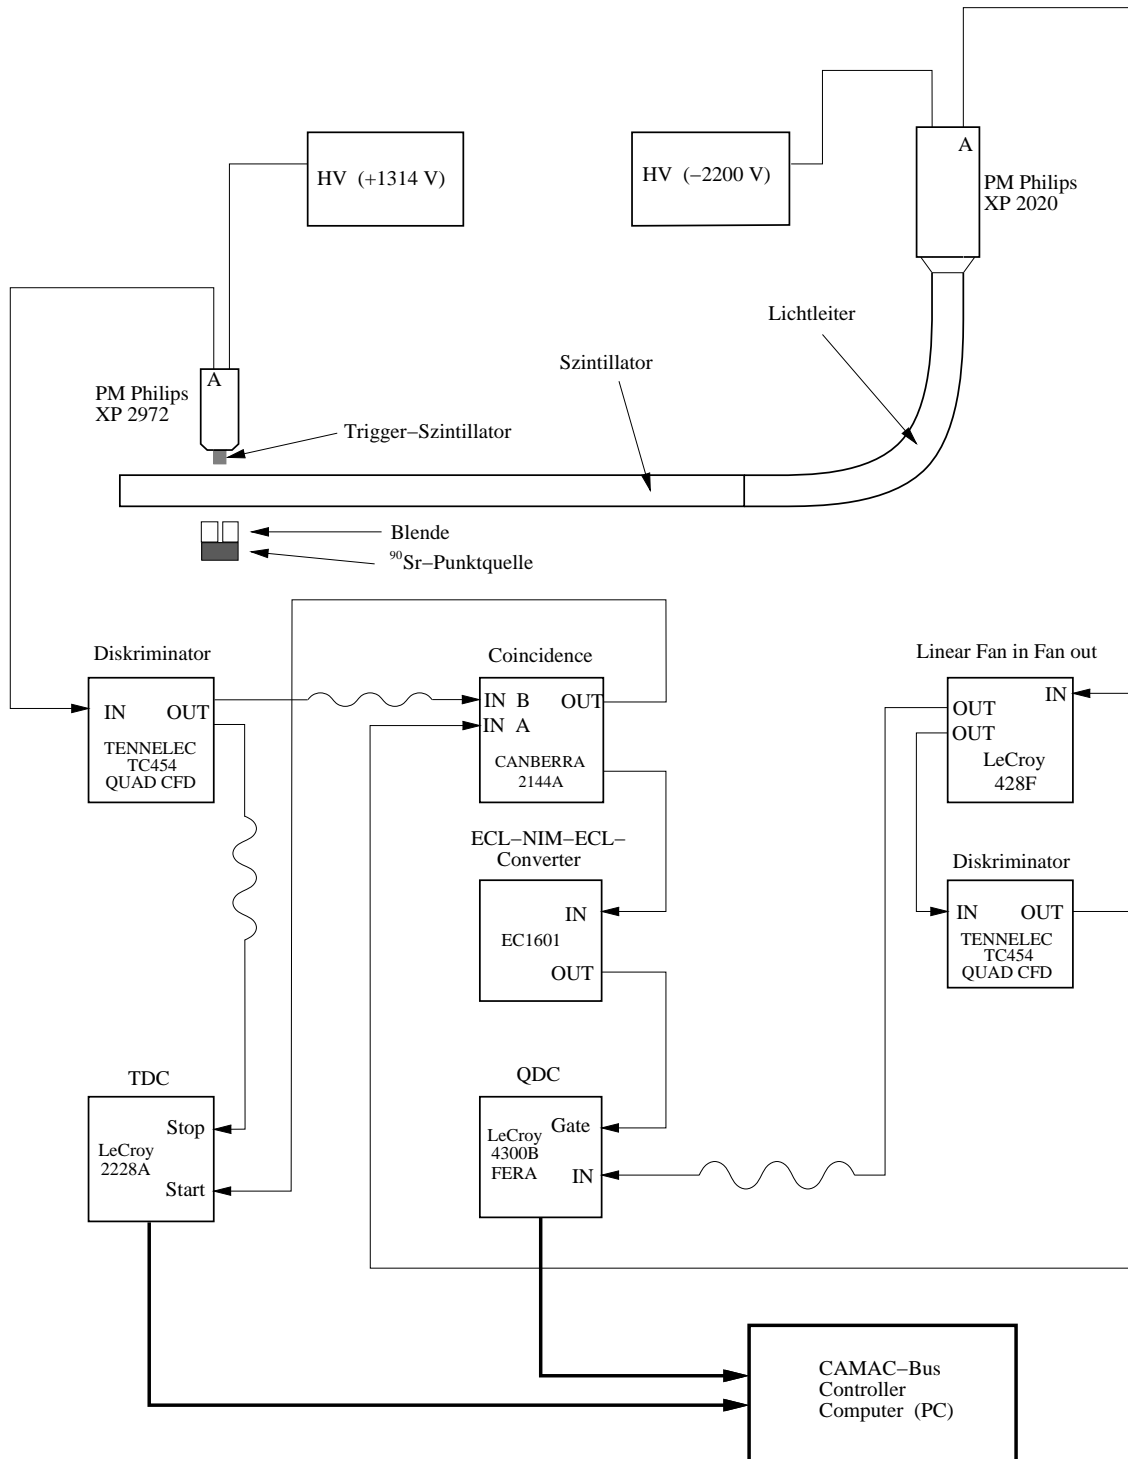 A
HV (+1314 V)
HV (−2200 V)
PM Philips
XP 2020
Lichtleiter
Szintillator
A
PM Philips
XP 2972
Trigger−Szintillator
Blende
90Sr−Punktquelle
Diskriminator
IN OUT
TENNELEC
TC454
QUAD CFD
Coincidence
IN B OUT
IN A
CANBERRA
2144A
Linear Fan in Fan out
IN
OUT
OUT
LeCroy
428F
ECL−NIM−ECL−
Converter
IN
EC1601
OUT
Diskriminator
IN OUT
TENNELEC
TC454
QUAD CFD
TDC
Stop
LeCroy
2228A
Start
QDC
Gate
LeCroy
4300B
FERA
IN
CAMAC−Bus
Controller
Computer (PC)